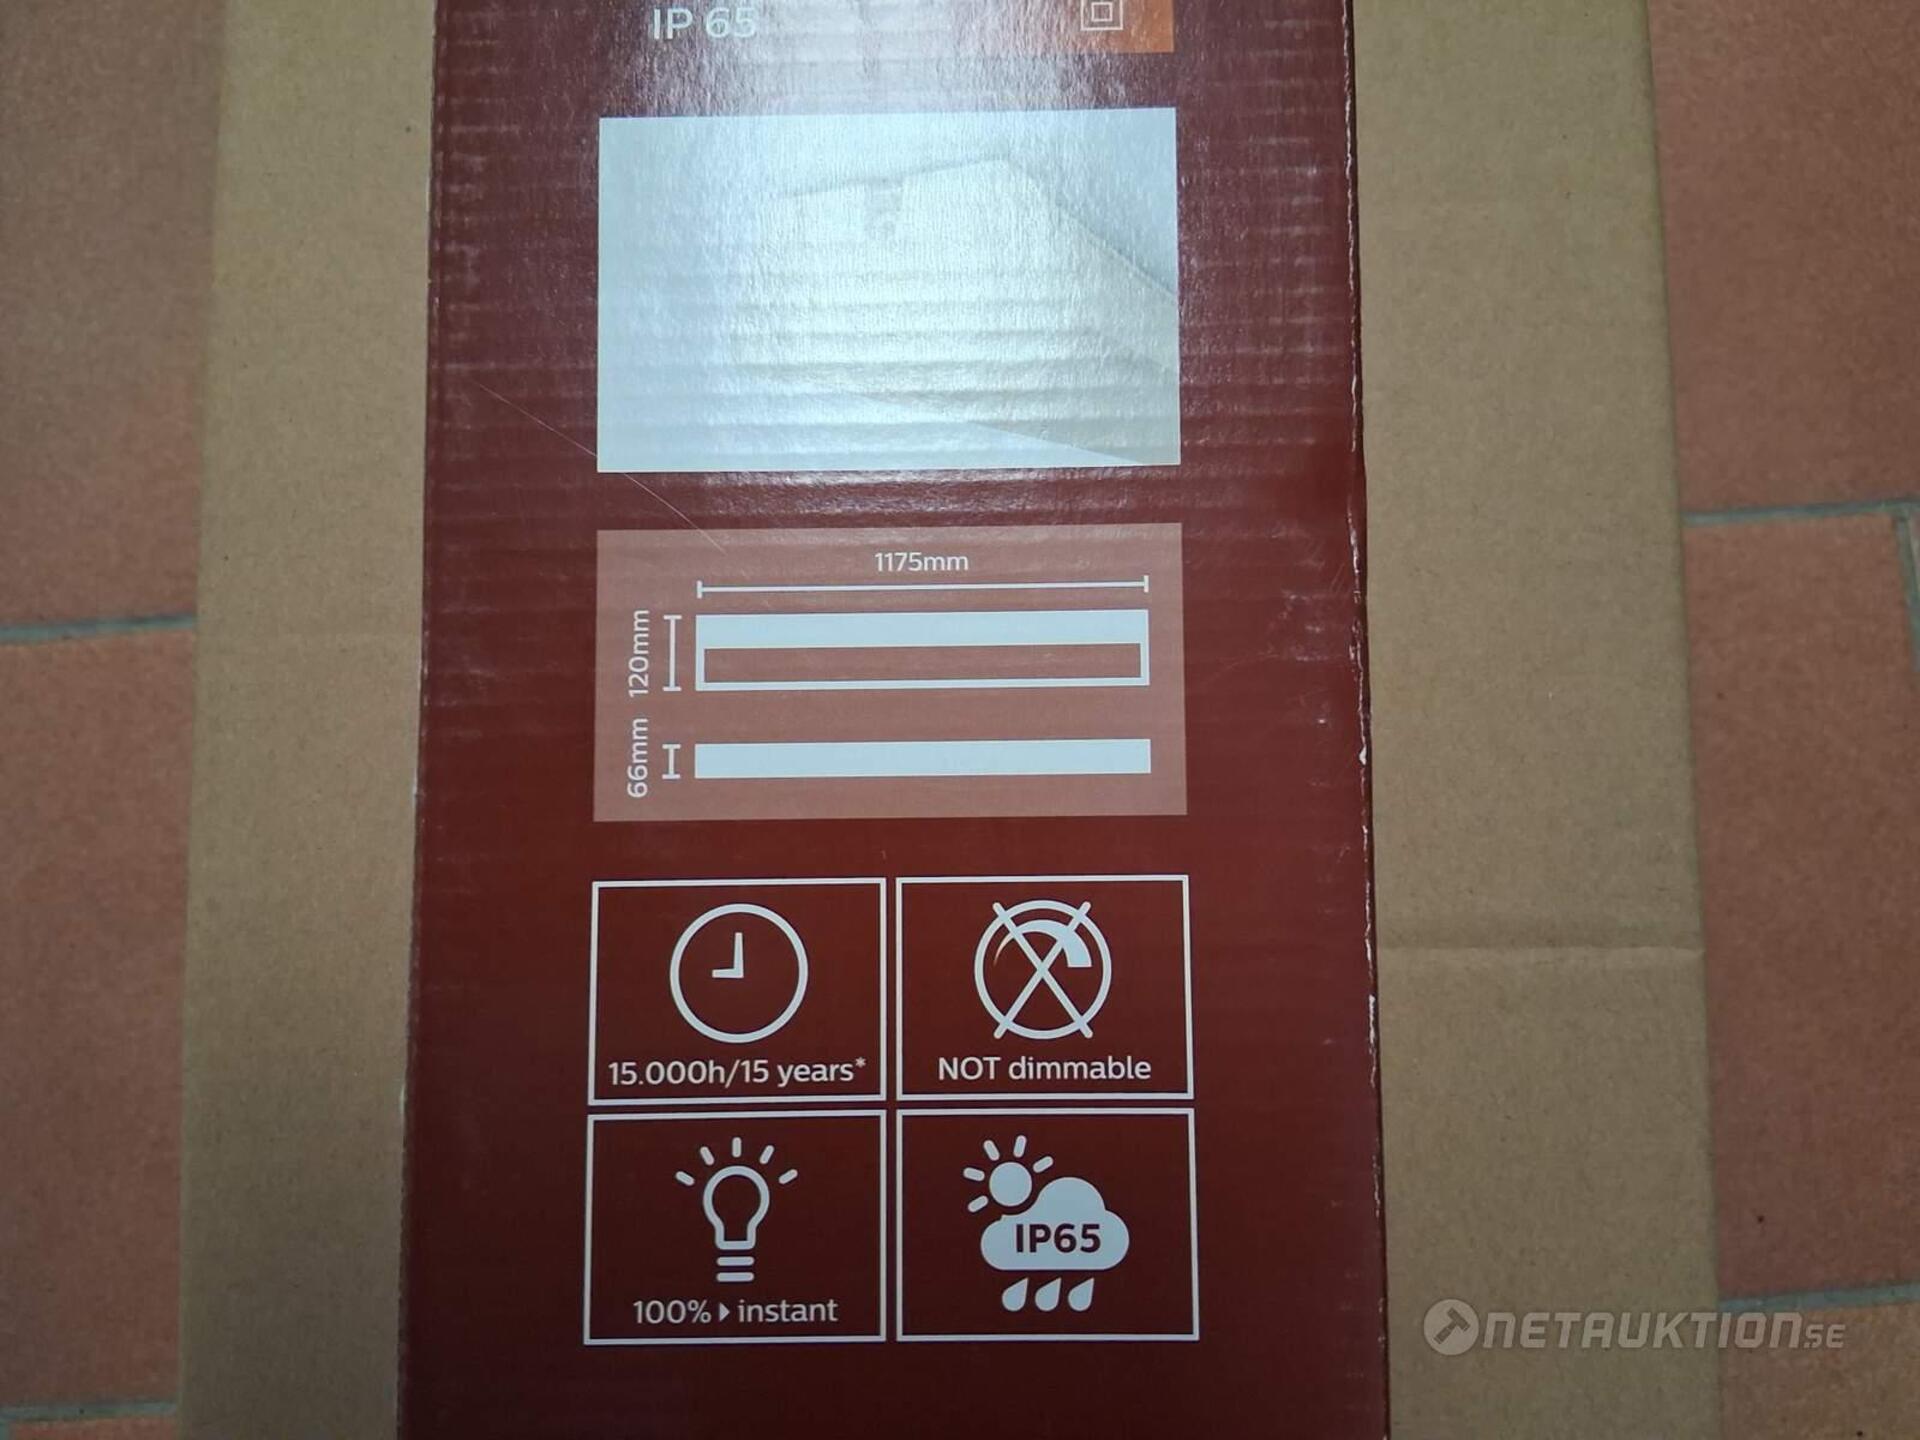 IP 65
1175mm
120mm
66mm
15.000h/15 years*
NOT dimmable
100% instant
IP65
NETAUKTION.SE